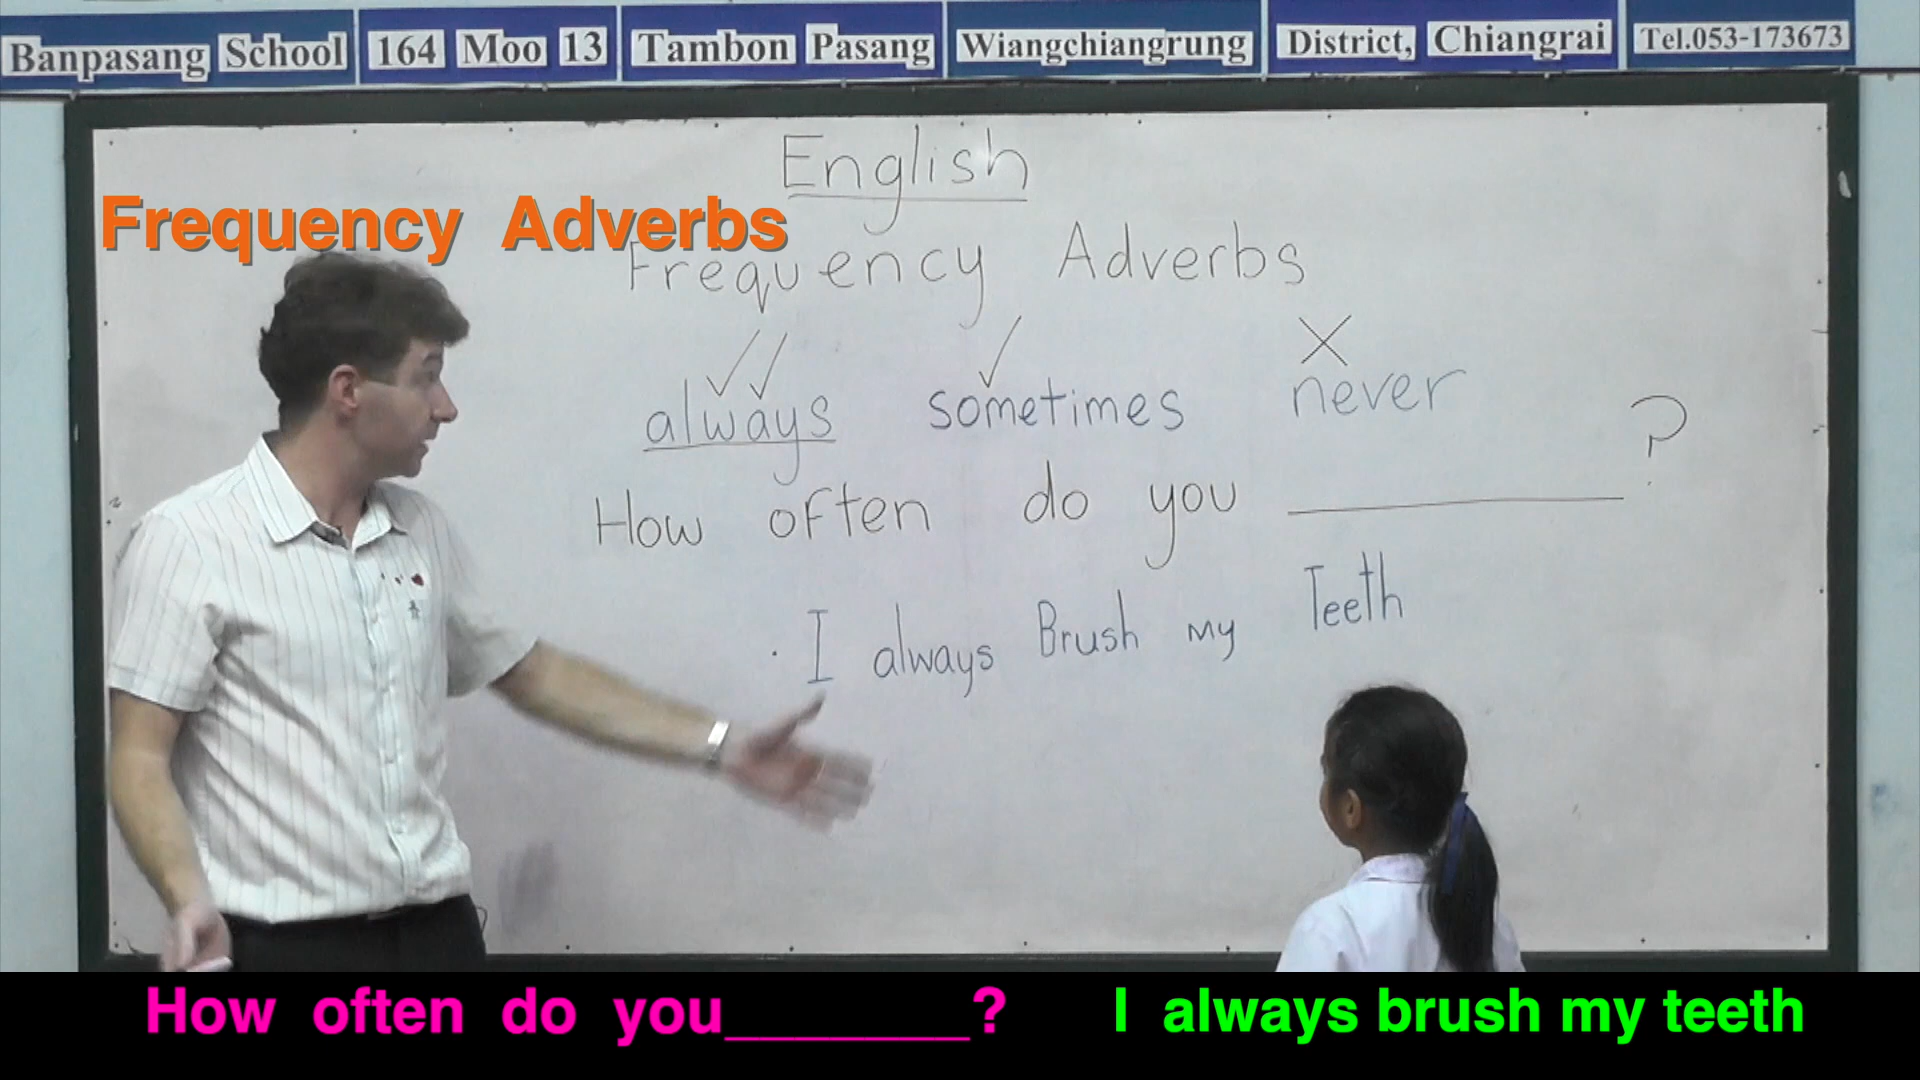 Banpasang School 164 Moo 13 Tambon Pasang Wiangchiangrung District, Chiangrai Tel.053-173673
English
Frequency Adverbs
Frequency Adverbs
always sometimes never
How often do you ________ ?
· I always Brush my Teeth
How often do you________? I always brush my teeth